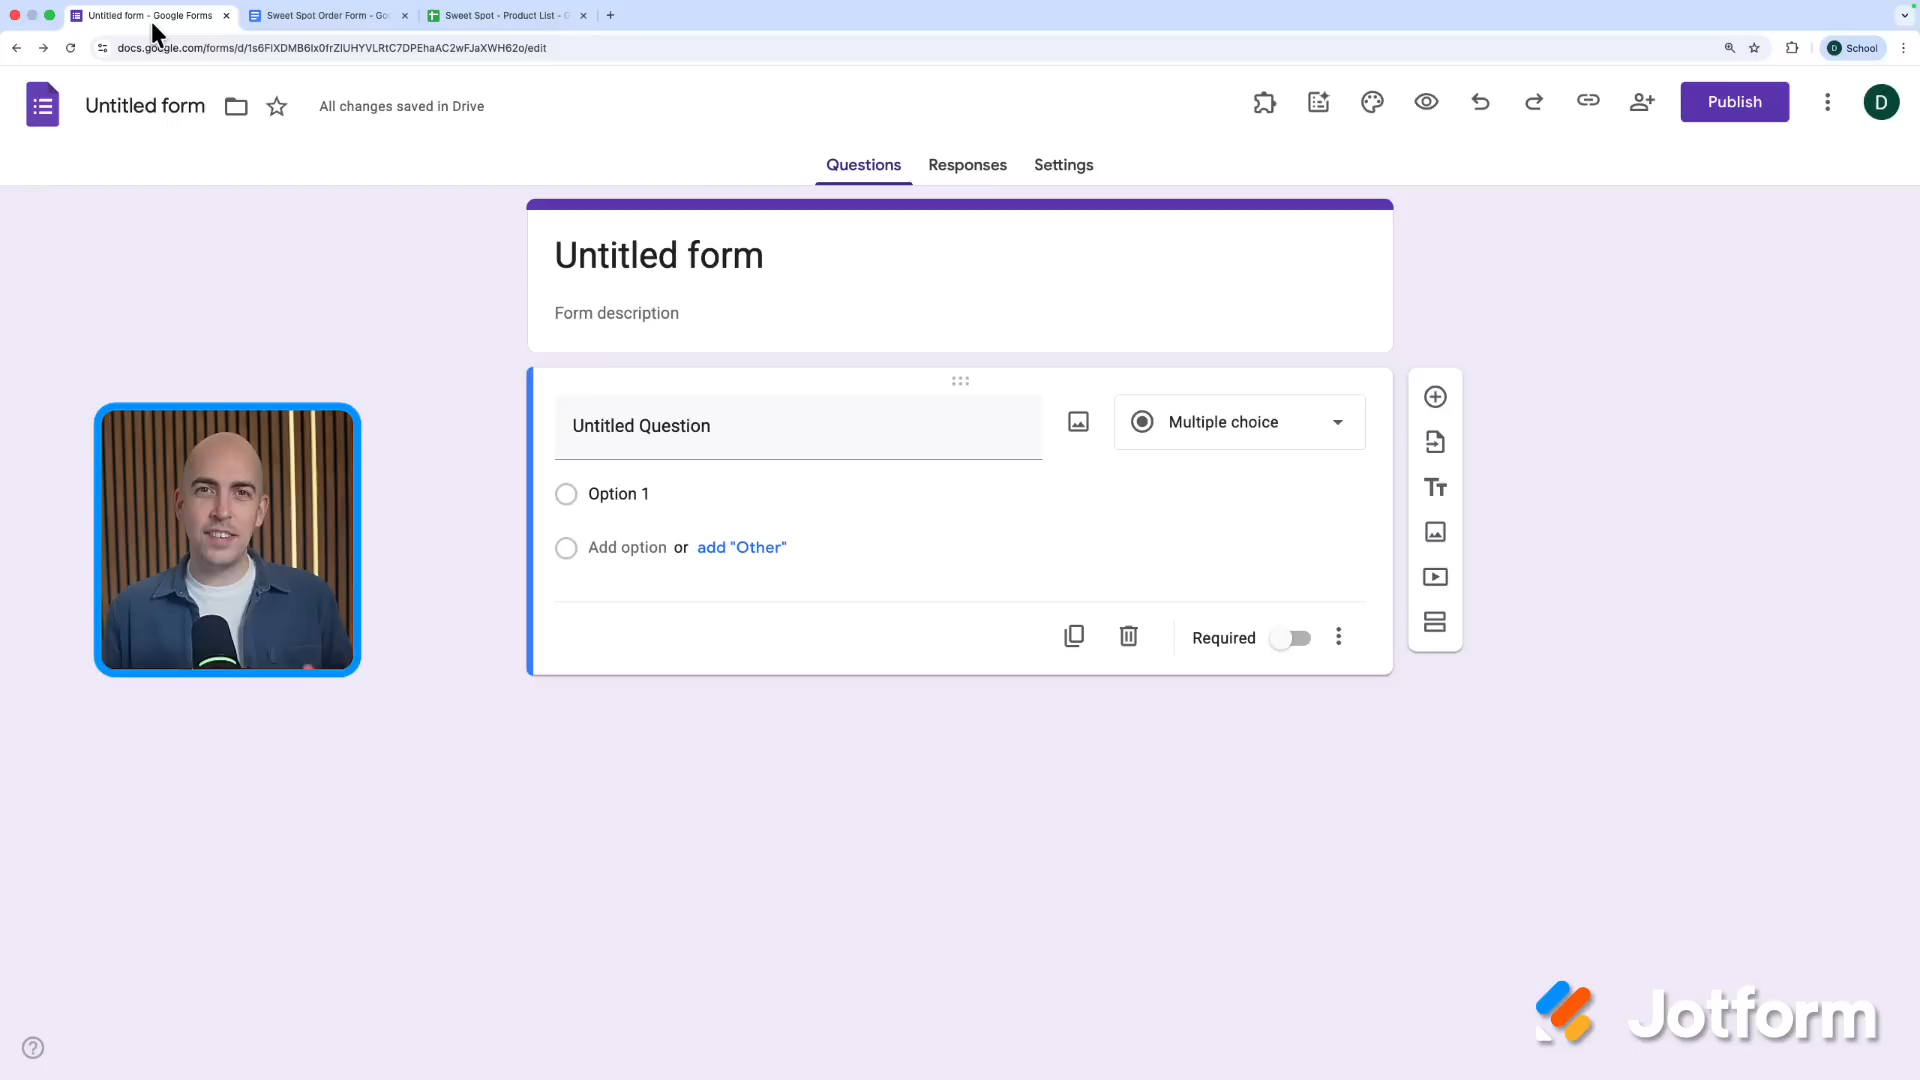 Untitled form - Google Forms
Sweet Spot Order Form - Go
Sweet Spot - Product List - G
docs.google.com/forms/d/1s6FIXDMB6Ix0frZIUHYVLRtC7DPEhaAC2wFJaXWH62o/edit
D School
Untitled form
All changes saved in Drive
Publish
D
Questions
Responses
Settings
Untitled form
Form description
Untitled Question
Multiple choice
Option 1
Add option or add "Other"
Required
Jotform